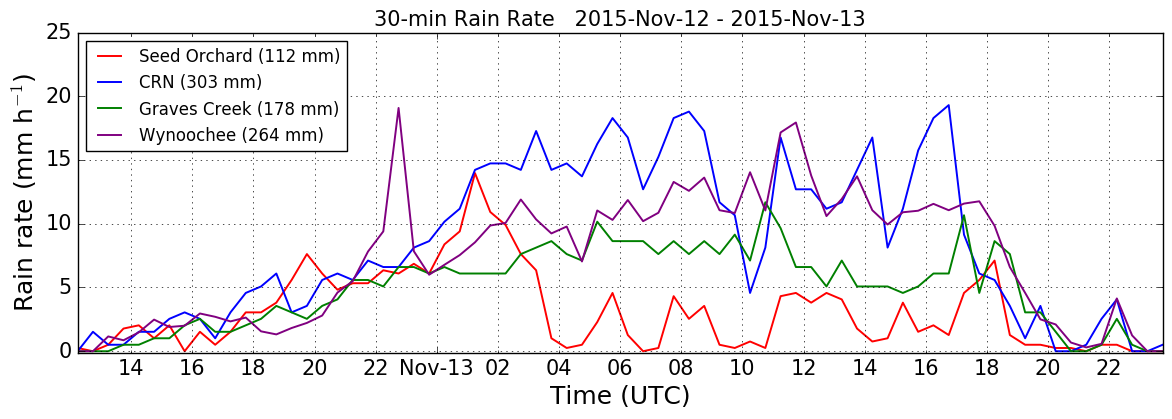 30-min Rain Rate   2015-Nov-12 - 2015-Nov-13
Rain rate (mm h⁻¹)
25
20
15
10
5
0
Seed Orchard (112 mm)
CRN (303 mm)
Graves Creek (178 mm)
Wynoochee (264 mm)
14 16 18 20 22 Nov-13 02 04 06 08 10 12 14 16 18 20 22
Time (UTC)